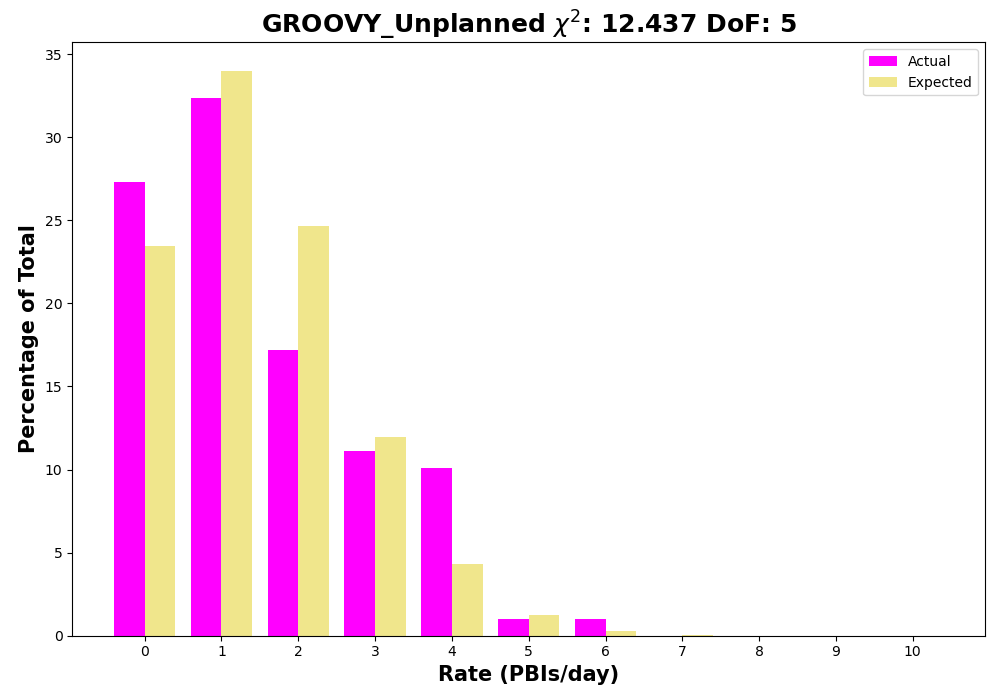 GROOVY_Unplanned χ²: 12.437 DoF: 5
Actual
Expected
Percentage of Total
35
30
25
20
15
10
5
0
0 1 2 3 4 5 6 7 8 9 10
Rate (PBIs/day)